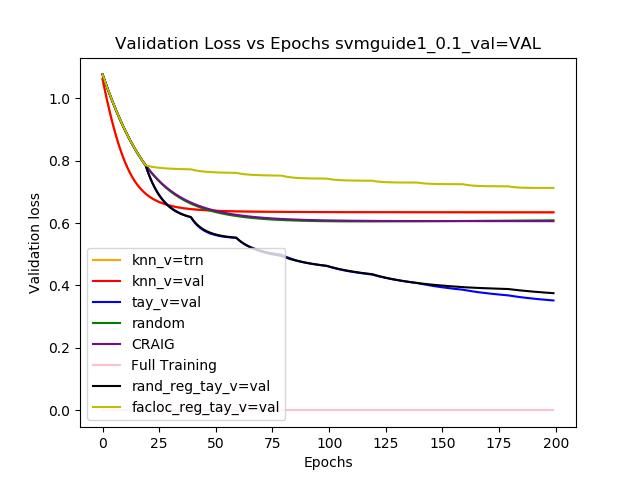 Validation Loss vs Epochs svmguide1_0.1_val=VAL
Validation loss
1.0
0.8
0.6
0.4
0.2
0.0
knn_v=trn
knn_v=val
tay_v=val
random
CRAIG
Full Training
rand_reg_tay_v=val
facloc_reg_tay_v=val
0 25 50 75 100 125 150 175 200
Epochs